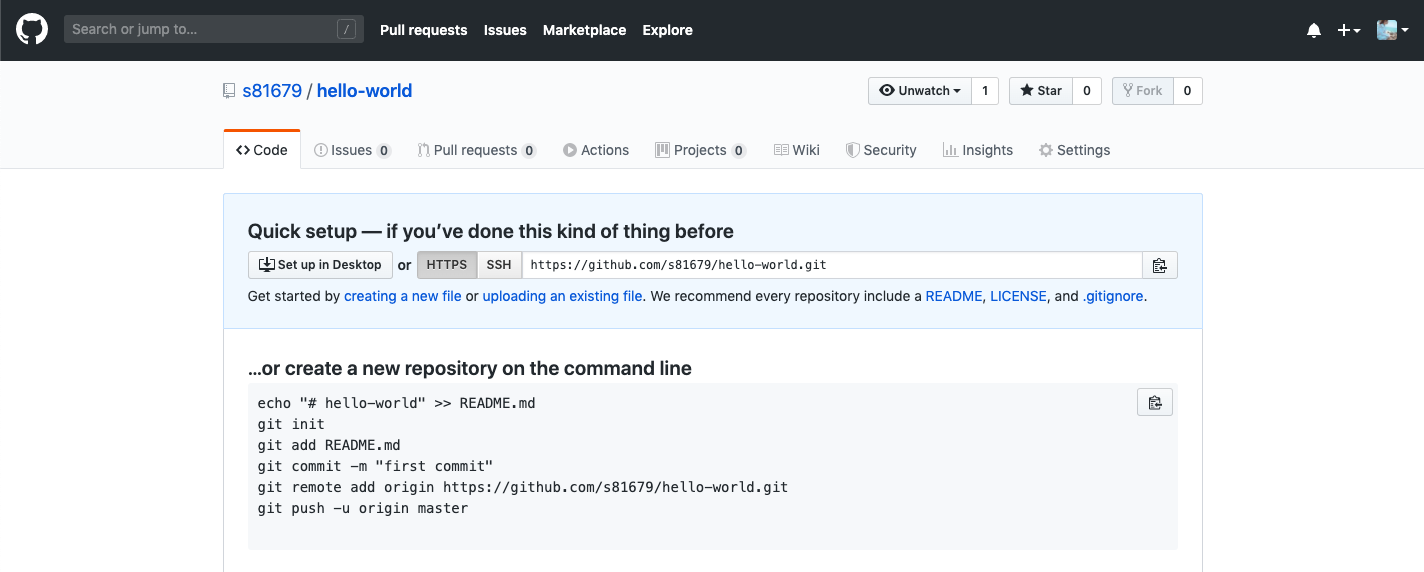 Search or jump to... / Pull requests Issues Marketplace Explore
s81679 / hello-world Unwatch 1 Star 0 Fork 0
Code Issues 0 Pull requests 0 Actions Projects 0 Wiki Security Insights Settings
Quick setup — if you’ve done this kind of thing before
Set up in Desktop or HTTPS SSH https://github.com/s81679/hello-world.git
Get started by creating a new file or uploading an existing file. We recommend every repository include a README, LICENSE, and .gitignore.
…or create a new repository on the command line
echo "# hello-world" >> README.md
git init
git add README.md
git commit -m "first commit"
git remote add origin https://github.com/s81679/hello-world.git
git push -u origin master